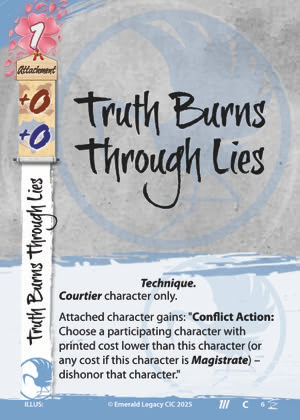 1
Attachment
+0
+0
Truth Burns
Through Lies
Truth Burns Through Lies
Technique.
Courtier character only.
Attached character gains: "Conflict Action:
Choose a participating character with
printed cost lower than this character (or
any cost if this character is Magistrate) –
dishonor that character."
ILLUS:
© Emerald Legacy CIC 2025
C
6